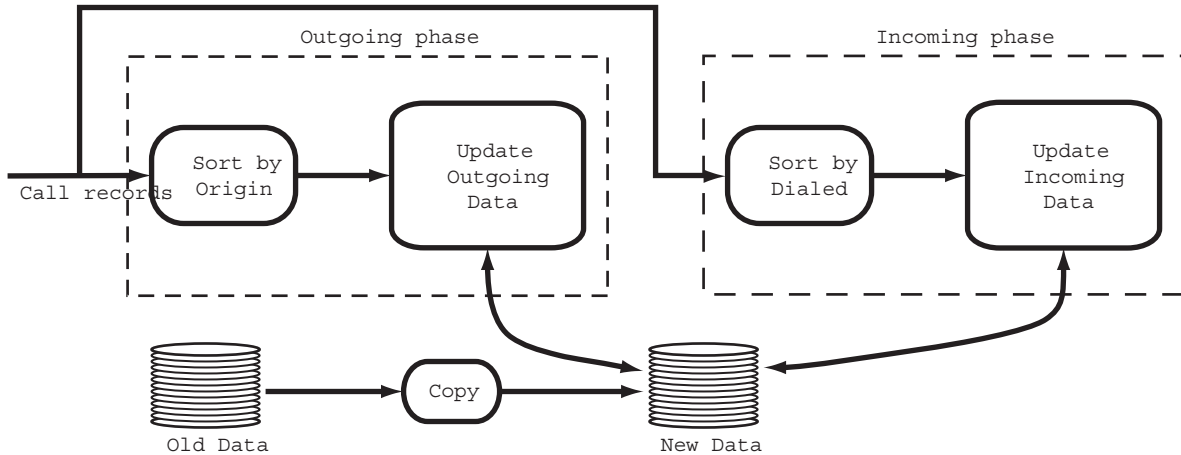 Outgoing phase
Incoming phase
Sort by
Origin
Update
Outgoing
Data
Sort by
Dialed
Update
Incoming
Data
Call records
Copy
Old Data
New Data